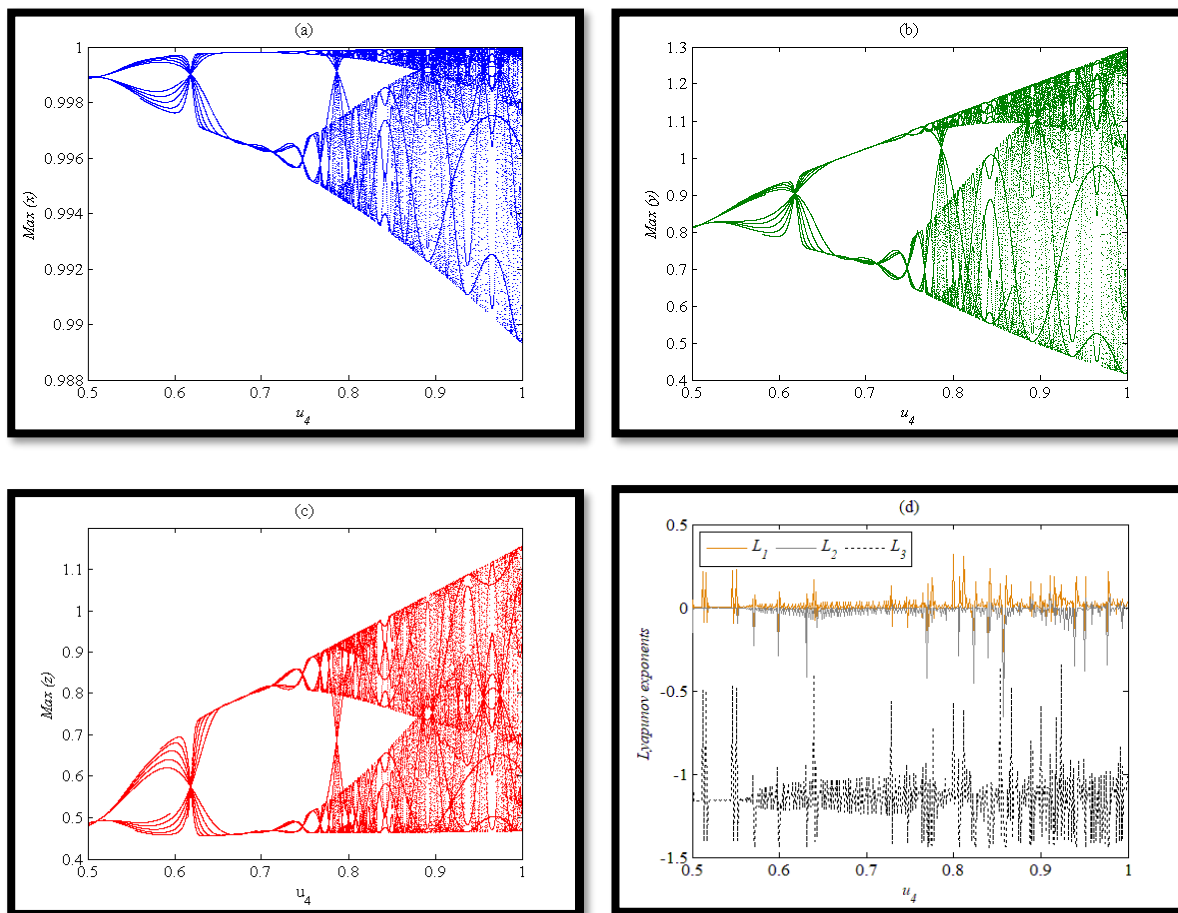 (a)
1
0.998
0.996
0.994
0.992
0.99
0.988
Max (x)
0.5 0.6 0.7 0.8 0.9 1
u4
(b)
1.3
1.2
1.1
1
0.9
0.8
0.7
0.6
0.5
0.4
Max (y)
0.5 0.6 0.7 0.8 0.9 1
u4
(c)
1.1
1
0.9
0.8
0.7
0.6
0.5
0.4
Max (z)
0.5 0.6 0.7 0.8 0.9 1
u4
(d)
L1 L2 L3
0.5
0
-0.5
-1
-1.5
Lyapunov exponents
0.5 0.6 0.7 0.8 0.9 1
u4